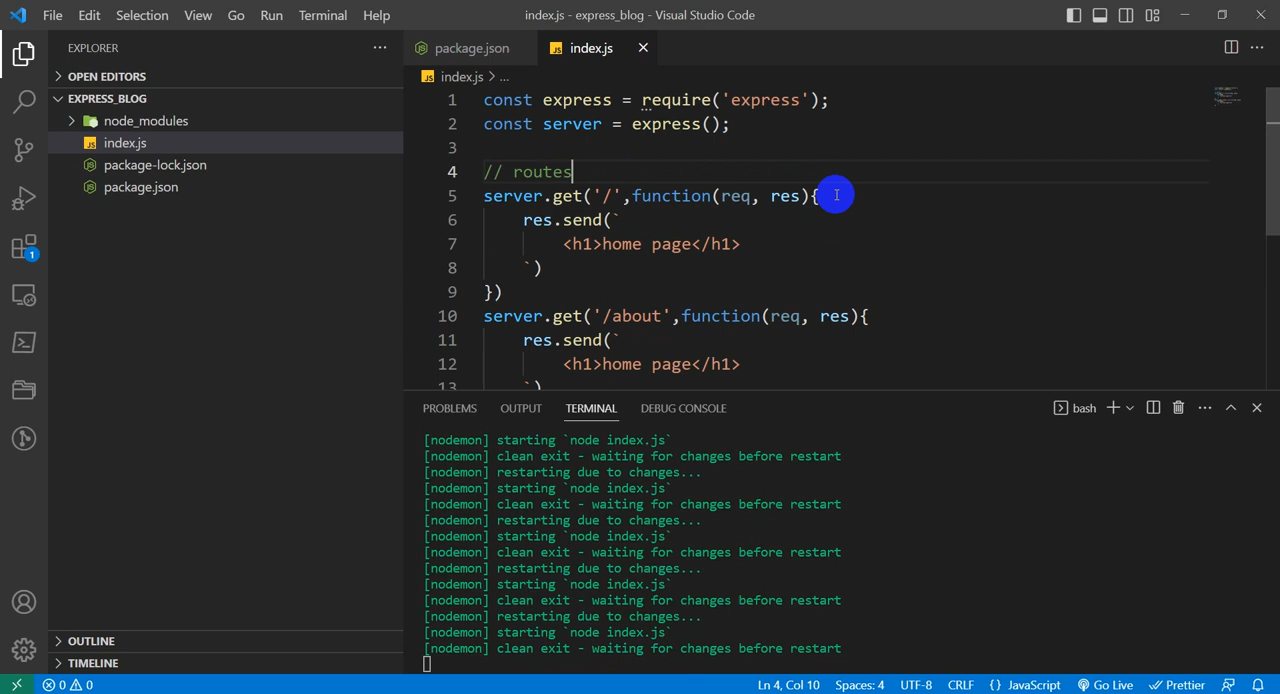 File Edit Selection View Go Run Terminal Help index.js - express_blog - Visual Studio Code
EXPLORER
OPEN EDITORS
EXPRESS_BLOG
node_modules
index.js
package-lock.json
package.json
OUTLINE
TIMELINE
1
package.json index.js
index.js > ...
1 const express = require('express');
2 const server = express();
3
4 // routes
5 server.get('/',function(req, res){
6 res.send(`
7 <h1>home page</h1>
8 `)
9 })
10 server.get('/about',function(req, res){
11 res.send(`
12 <h1>home page</h1>
13 `)
PROBLEMS OUTPUT TERMINAL DEBUG CONSOLE bash
[nodemon] starting `node index.js`
[nodemon] clean exit - waiting for changes before restart
[nodemon] restarting due to changes...
[nodemon] starting `node index.js`
[nodemon] clean exit - waiting for changes before restart
[nodemon] restarting due to changes...
[nodemon] starting `node index.js`
[nodemon] clean exit - waiting for changes before restart
[nodemon] restarting due to changes...
[nodemon] starting `node index.js`
[nodemon] clean exit - waiting for changes before restart
[nodemon] restarting due to changes...
[nodemon] starting `node index.js`
[nodemon] clean exit - waiting for changes before restart
0 0 Ln 4, Col 10 Spaces: 4 UTF-8 CRLF {} JavaScript Go Live Prettier